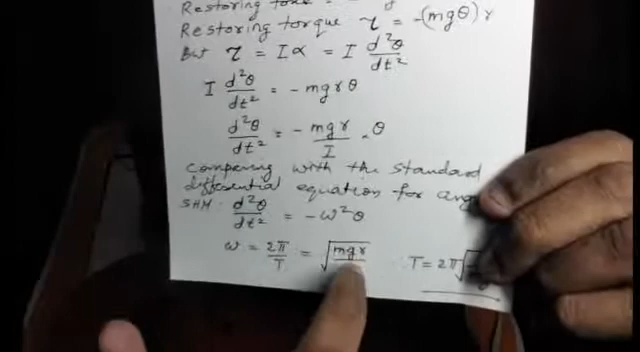 Restoring
Restoring torque τ = -(mgθ) r
But τ = Iα = I d²θ/dt²
I d²θ/dt² = - mgrθ
d²θ/dt² = - mgr/I . θ
Comparing with the standard
differential equation for
SHM d²θ/dt² = -ω²θ
ω = 2π/T = √mgr T = 2π√